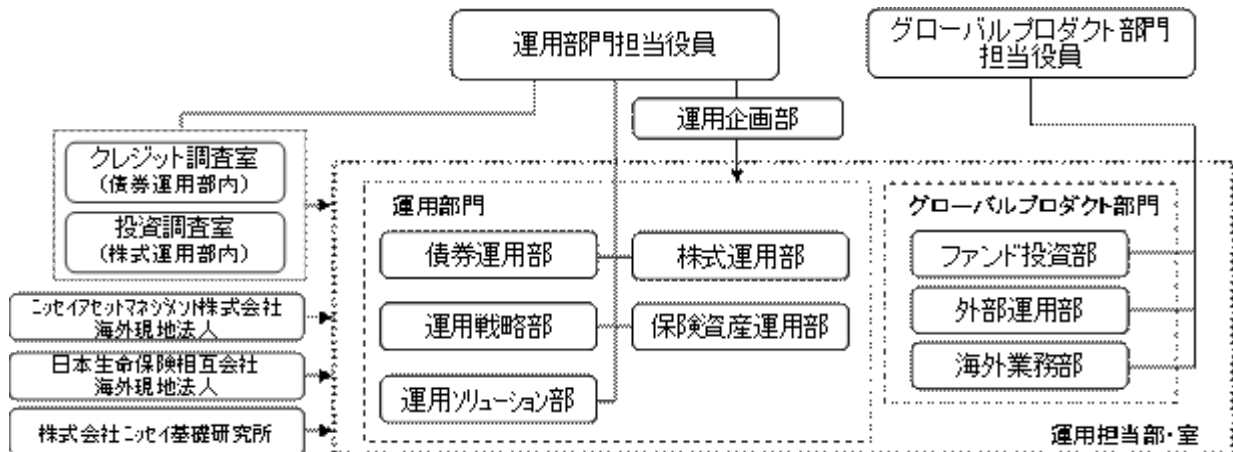 運用部門担当役員
グローバルプロダクト部門
担当役員
運用企画部
クレジット調査室
(債券運用部内)
投資調査室
(株式運用部内)
運用部門
債券運用部
株式運用部
運用戦略部
保険資産運用部
運用ソリューション部
グローバルプロダクト部門
ファンド投資部
外部運用部
海外業務部
ニッセイアセットマネジメント株式会社
海外現地法人
日本生命保険相互会社
海外現地法人
株式会社ニッセイ基礎研究所
運用担当部・室